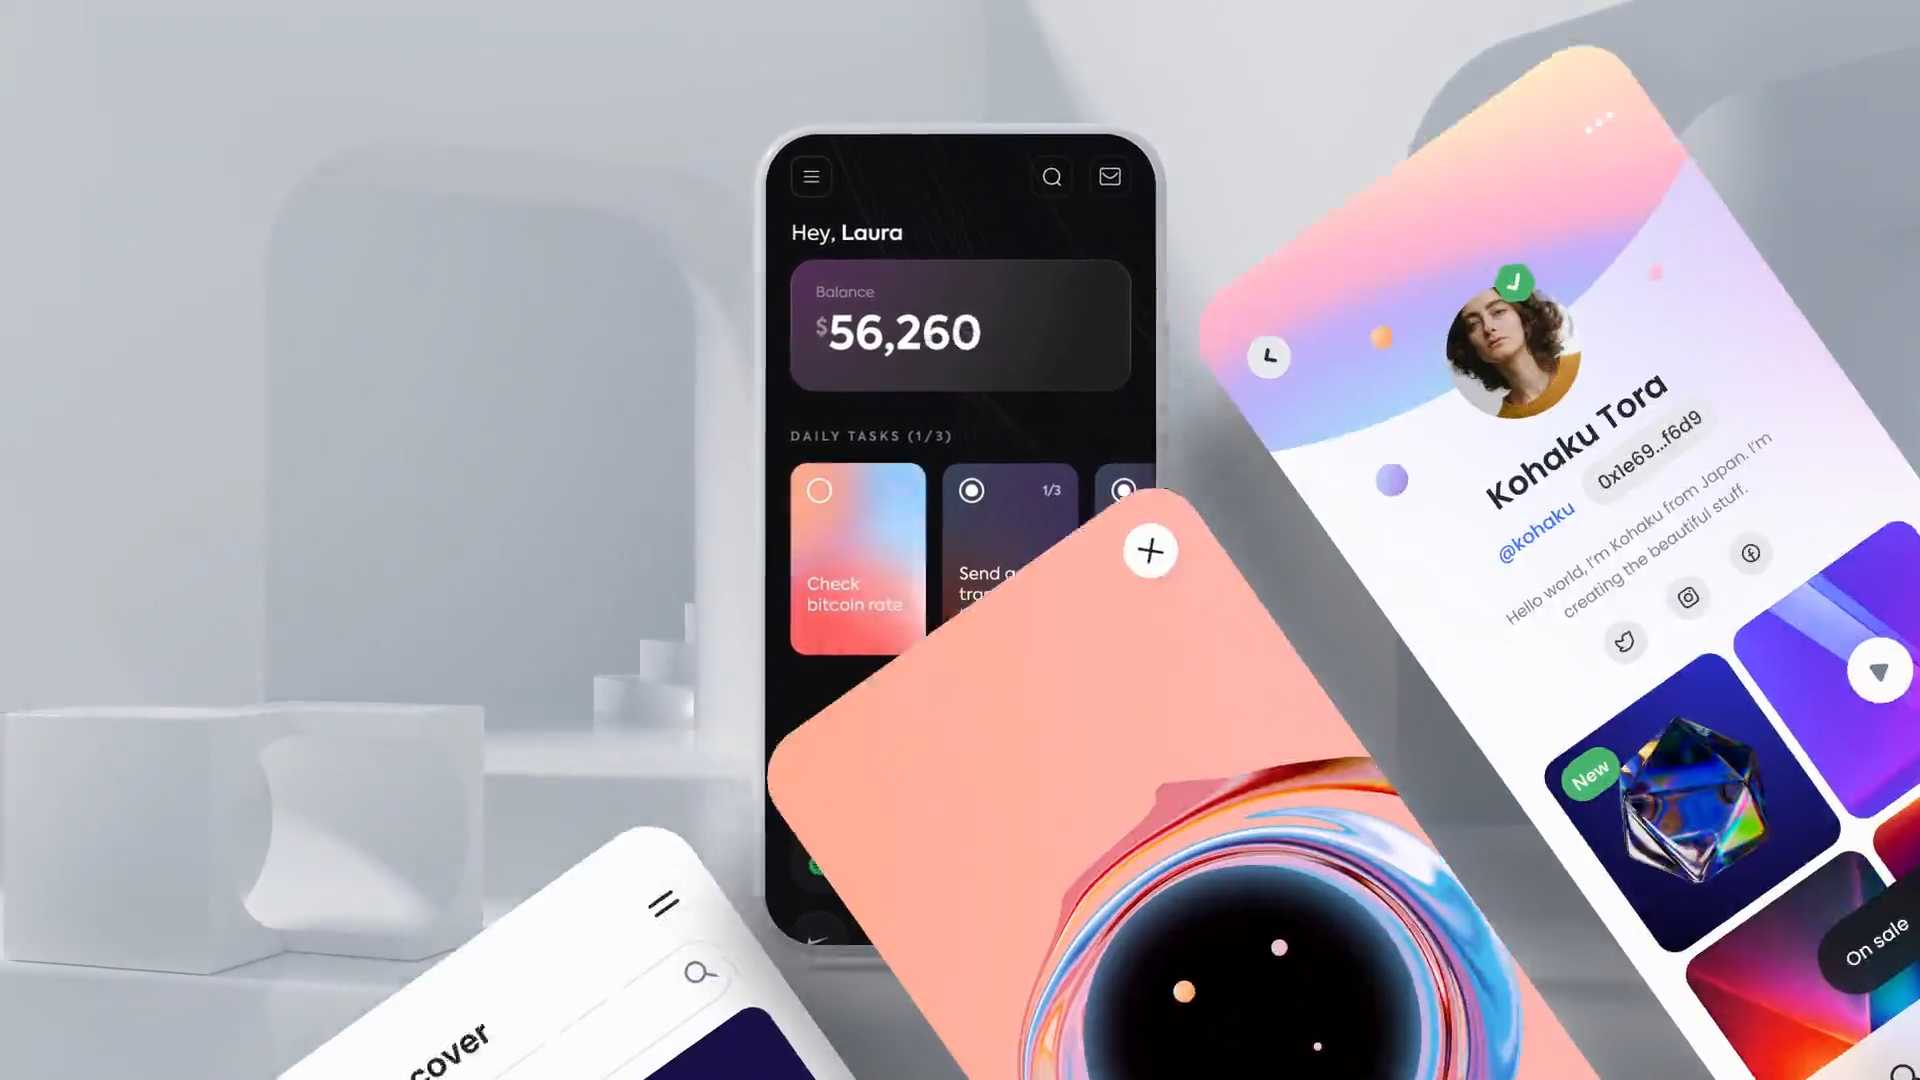 Hey, Laura
Balance
$56,260
DAILY TASKS (1/3)
1/3
Check
bitcoin rate
Send
Kohaku Tora
@kohaku
0x1e69...f6d9
Hello world, I'm Kohaku from Japan. I'm
creating the beautiful stuff.
New
On sale
cover